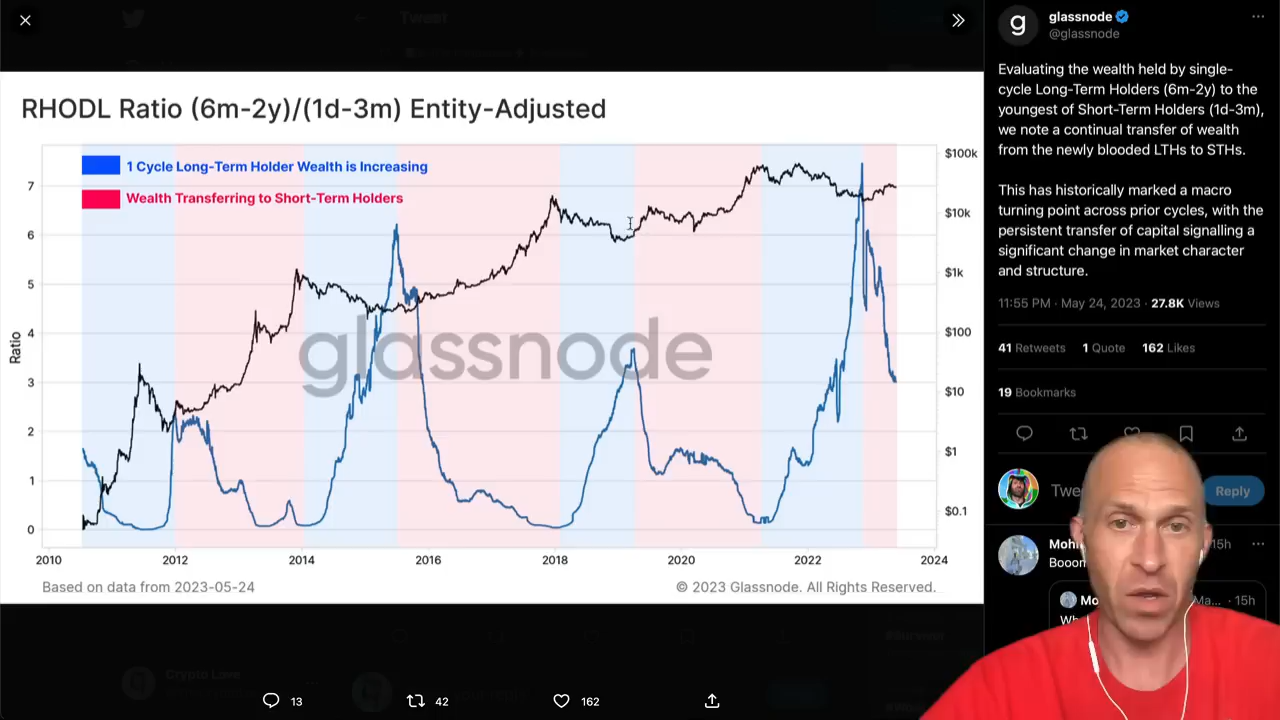 Tweet
RHODL Ratio (6m-2y)/(1d-3m) Entity-Adjusted
1 Cycle Long-Term Holder Wealth is Increasing
Wealth Transferring to Short-Term Holders
Ratio
7
6
5
4
3
2
1
0
$100k
$10k
$1k
$100
$10
$1
$0.1
2010 2012 2014 2016 2018 2020 2022 2024
glassnode
Based on data from 2023-05-24
© 2023 Glassnode. All Rights Reserved.
Crypto Love
13 42 162
g
glassnode
@glassnode
Evaluating the wealth held by single-
cycle Long-Term Holders (6m-2y) to the
youngest of Short-Term Holders (1d-3m),
we note a continual transfer of wealth
from the newly blooded LTHs to STHs.
This has historically marked a macro
turning point across prior cycles, with the
persistent transfer of capital signalling a
significant change in market character
and structure.
11:55 PM · May 24, 2023 · 27.8K Views
41 Retweets 1 Quote 162 Likes
19 Bookmarks
Reply
15h
Ma... · 15h